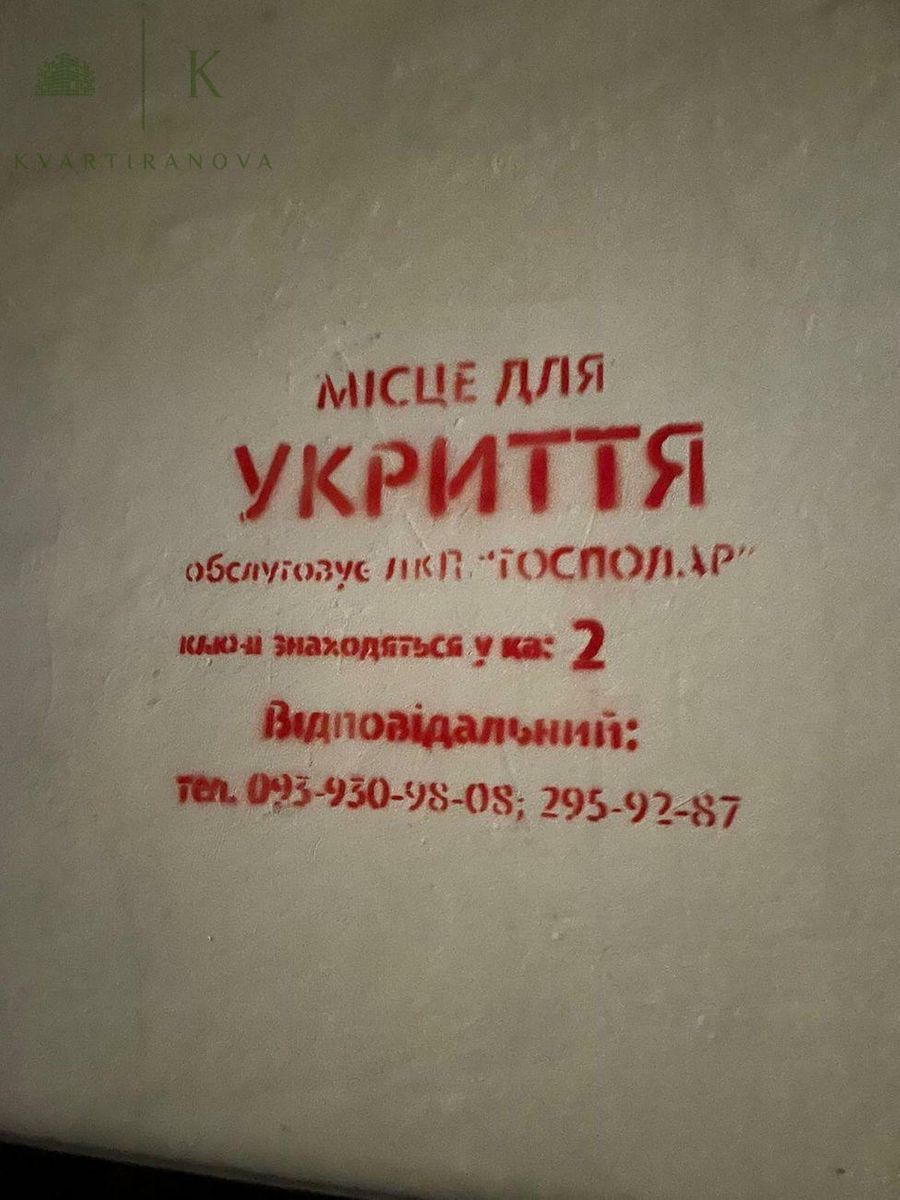 K
KVARTIRANOVA
МІСЦЕ ДЛЯ
УКРИТТЯ
обслуговує ЛКП "ГОСПОДАР"
ключі знаходяться у кв: 2
Відповідальний:
тел. 093-930-98-08; 295-92-87